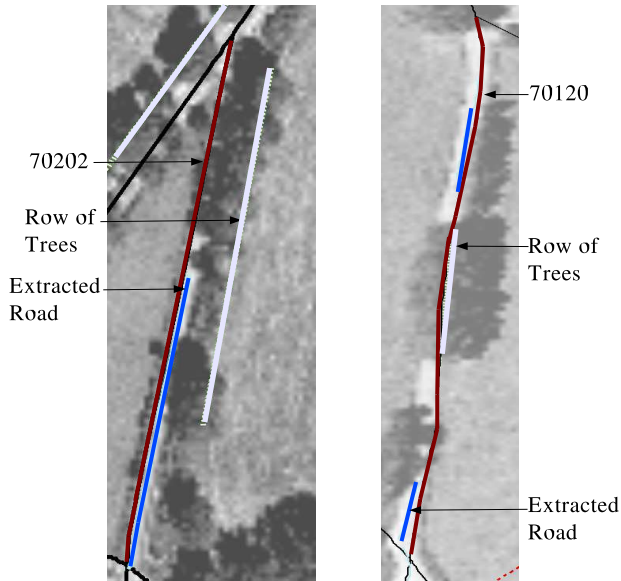 70202
Row of
Trees
Extracted
Road
70120
Row of
Trees
Extracted
Road